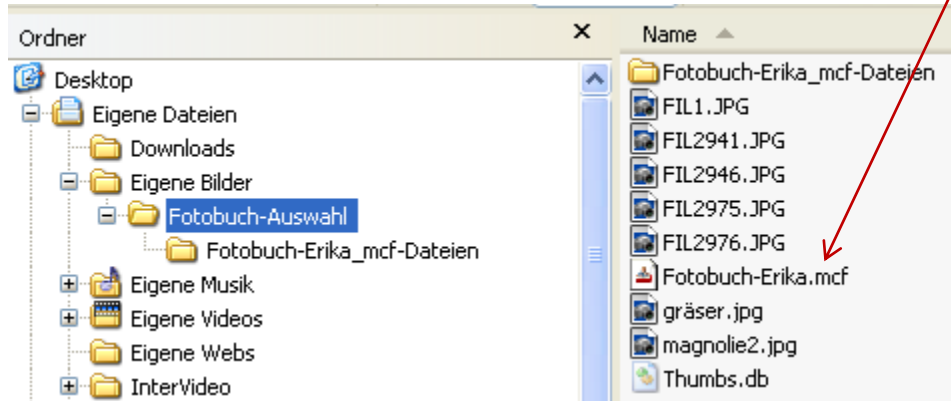 Ordner
Desktop
Eigene Dateien
Downloads
Eigene Bilder
Fotobuch-Auswahl
Fotobuch-Erika_mcf-Dateien
Eigene Musik
Eigene Videos
Eigene Webs
InterVideo
Name
Fotobuch-Erika_mcf-Dateien
FIL1.JPG
FIL2941.JPG
FIL2946.JPG
FIL2975.JPG
FIL2976.JPG
Fotobuch-Erika.mcf
gräser.jpg
magnolie2.jpg
Thumbs.db